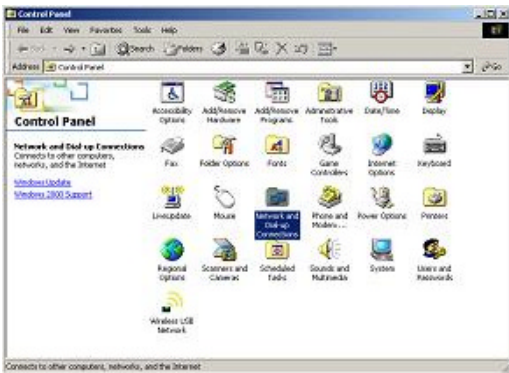 Control Panel
File Edit View Favorites Tools Help
Search Folders
Address Control Panel Go
Control Panel
Network and Dial-up Connections
Connects to other computers,
networks, and the Internet
Windows Update
Windows 2000 Support
Accessibility Options
Add/Remove Hardware
Add/Remove Programs
Administrative Tools
Date/Time
Display
Fax
Folder Options
Fonts
Game Controllers
Internet Options
Keyboard
LiveUpdate
Mouse
Network and Dial-up Connections
Phone and Modem ...
Power Options
Printers
Regional Options
Scanners and Cameras
Scheduled Tasks
Sounds and Multimedia
System
Users and Passwords
Wireless USB Network
Connects to other computers, networks, and the Internet